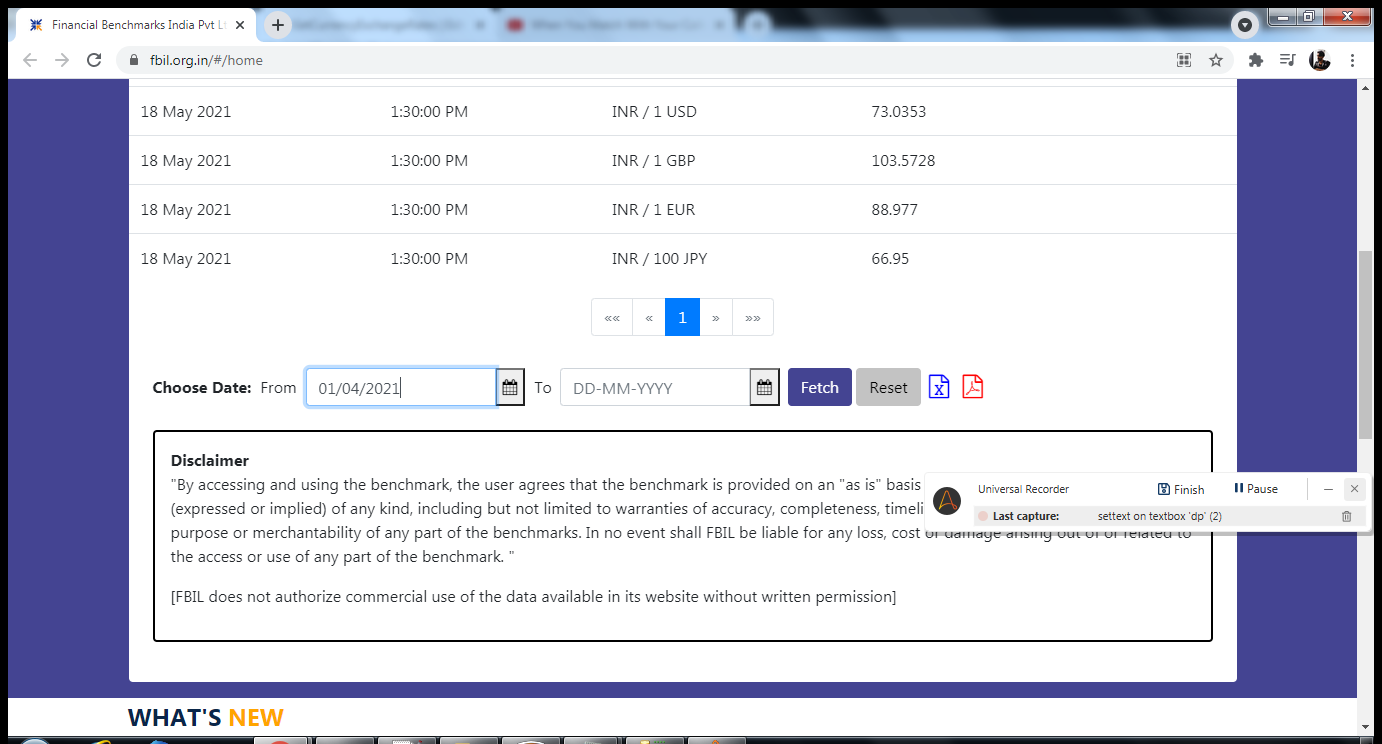 Financial Benchmarks India Pvt Lt
fbil.org.in/#/home
18 May 2021 1:30:00 PM INR / 1 USD 73.0353
18 May 2021 1:30:00 PM INR / 1 GBP 103.5728
18 May 2021 1:30:00 PM INR / 1 EUR 88.977
18 May 2021 1:30:00 PM INR / 100 JPY 66.95
«« « 1 » »»
Choose Date: From 01/04/2021 To DD-MM-YYYY Fetch Reset
Disclaimer
"By accessing and using the benchmark, the user agrees that the benchmark is provided on an "as is" basis
(expressed or implied) of any kind, including but not limited to warranties of accuracy, completeness, timeli
purpose or merchantability of any part of the benchmarks. In no event shall FBIL be liable for any loss, cost or damage arising out of or related to
the access or use of any part of the benchmark. "
[FBIL does not authorize commercial use of the data available in its website without written permission]
Universal Recorder Finish Pause
Last capture: settext on textbox 'dp' (2)
WHAT'S NEW